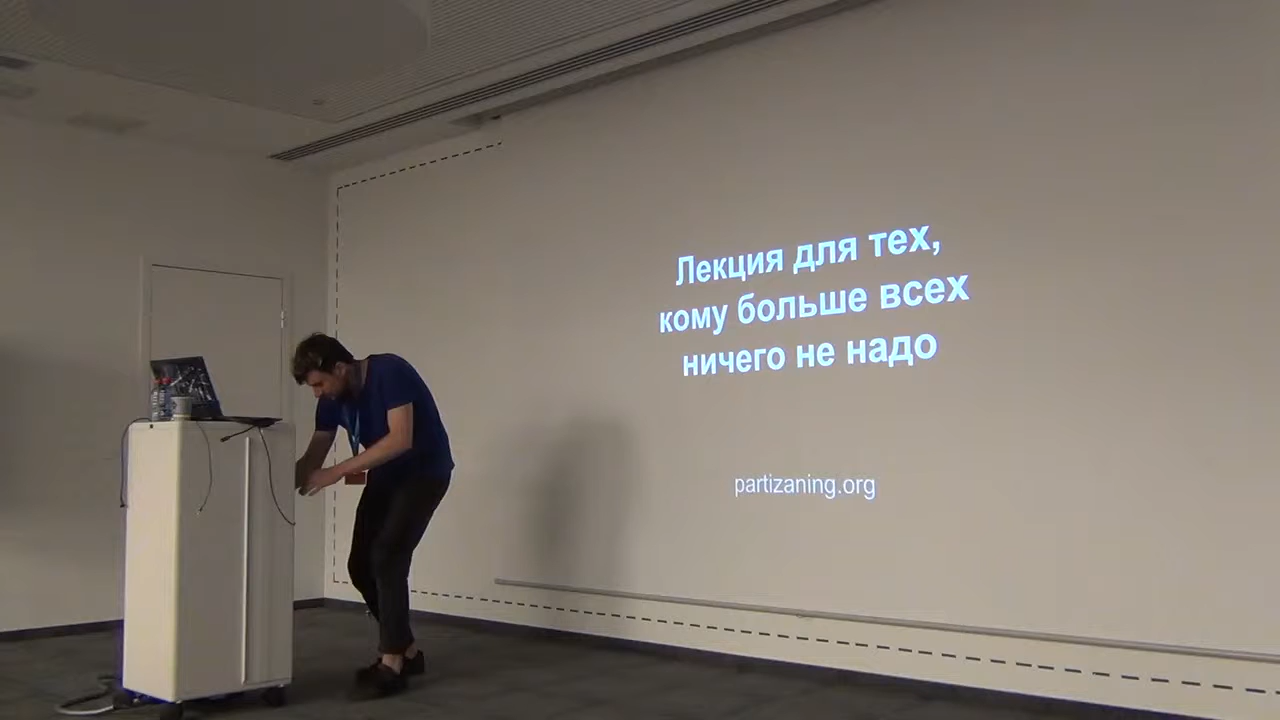 Лекция для тех,
кому больше всех
ничего не надо
partizaning.org